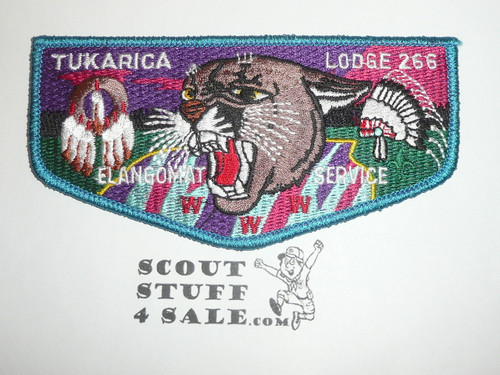 TUKARICA LODGE 266
ELANGOMAT SERVICE
W W W
SCOUT
STUFF
4 SALE.COM